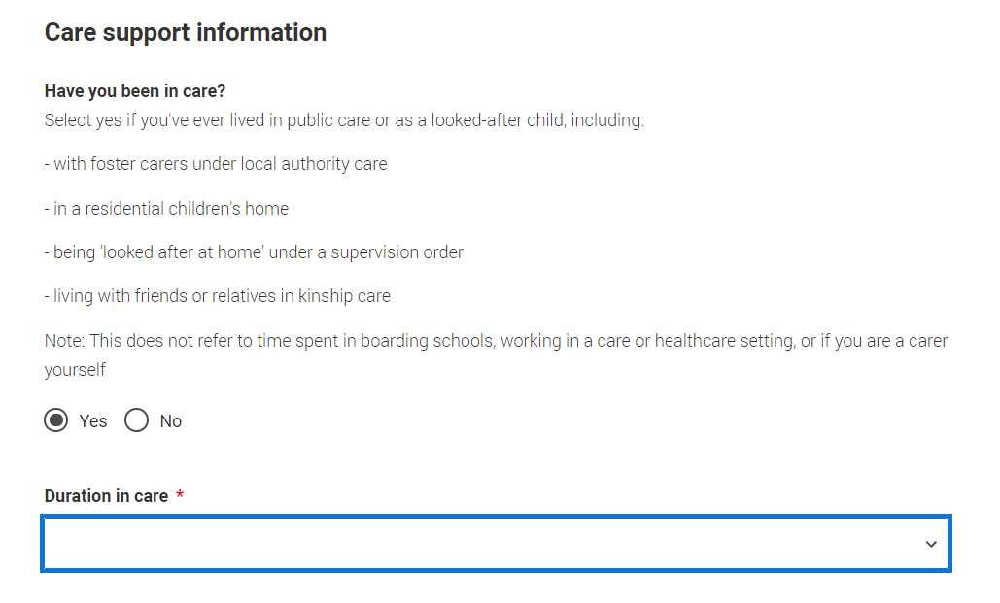 Care support information
Have you been in care?
Select yes if you've ever lived in public care or as a looked-after child, including:
- with foster carers under local authority care
- in a residential children's home
- being 'looked after at home' under a supervision order
- living with friends or relatives in kinship care
Note: This does not refer to time spent in boarding schools, working in a care or healthcare setting, or if you are a carer
yourself
Yes No
Duration in care *